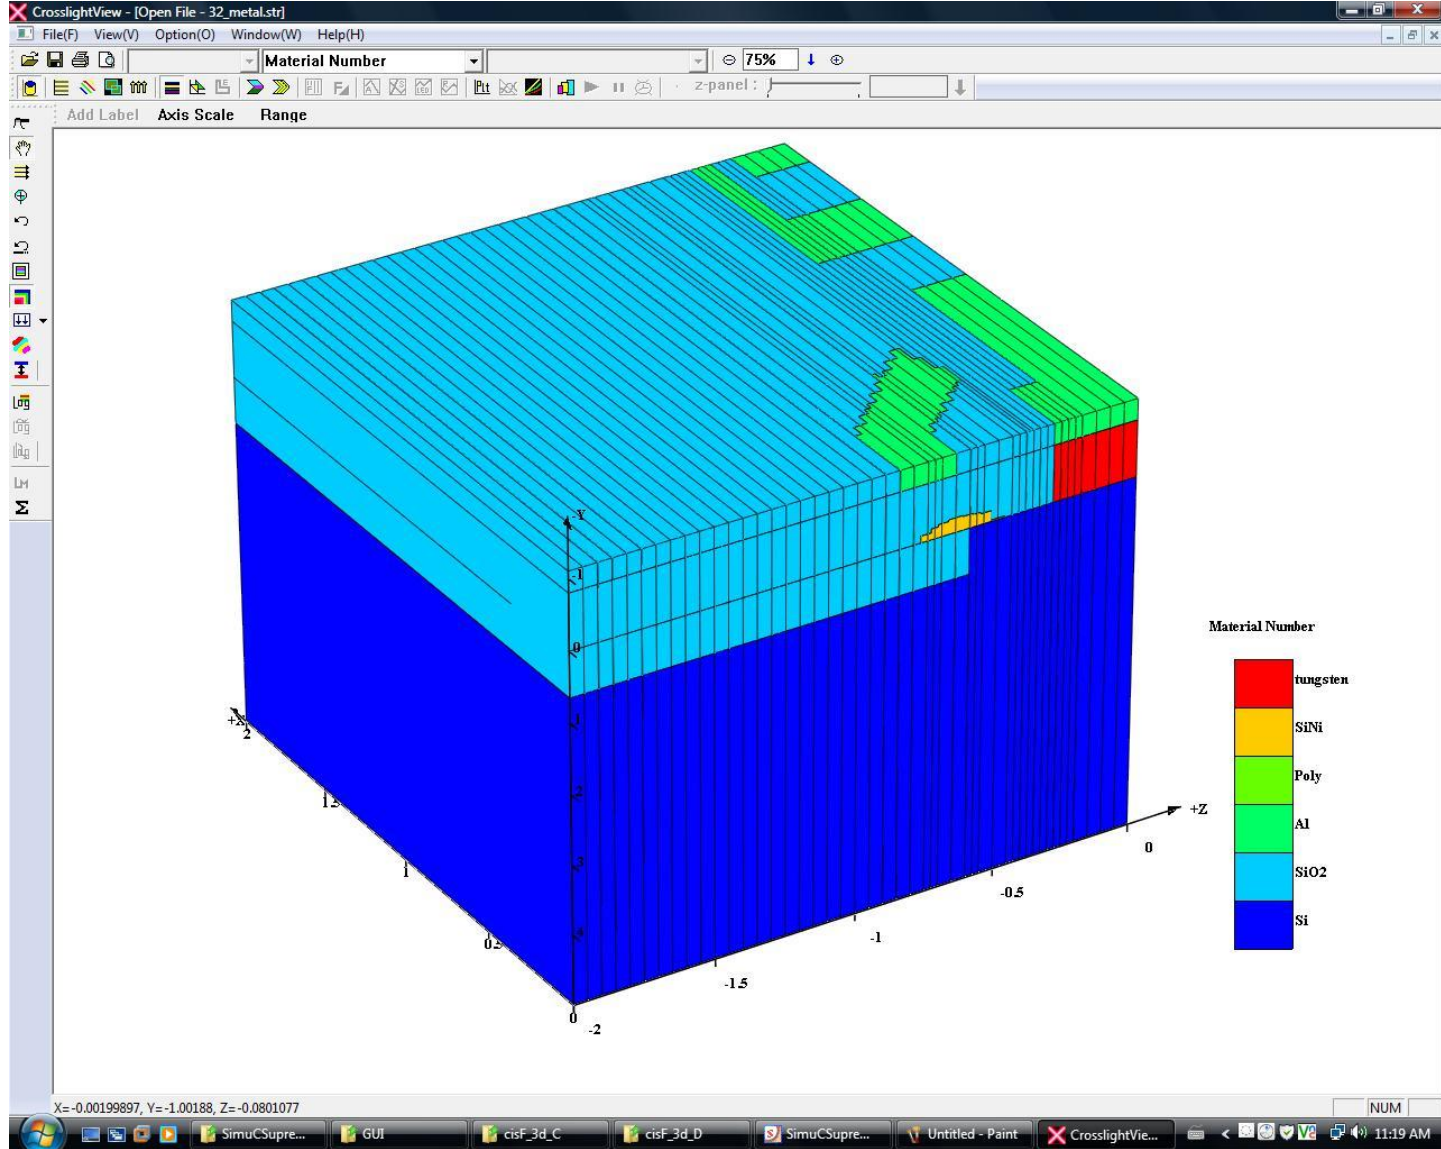 CrosslightView - [Open File - 32_metal.str]
File(F) View(V) Option(O) Window(W) Help(H)
Material Number 75%
Ptt z-panel :
Add Label Axis Scale Range
-Y
-1
0
1
2
3
4
+X
2
1.5
1
0.5
0
-2
-1.5
-1
-0.5
0
+Z
Material Number
tungsten
SiNi
Poly
Al
SiO2
Si
Log
LM
Σ
X=-0.00199897, Y=-1.00188, Z=-0.0801077
NUM
SimuCSupre... GUI cisF_3d_C cisF_3d_D SimuCSupre... Untitled - Paint CrosslightVie... 11:19 AM